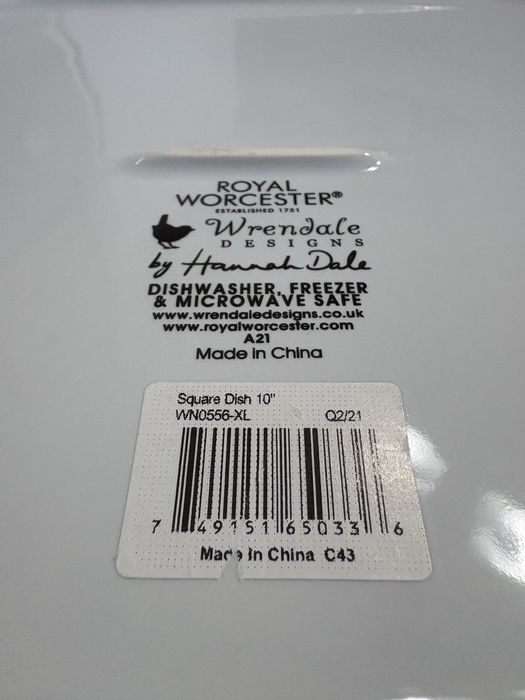 ROYAL
WORCESTER®
ESTABLISHED 1751
Wrendale
DESIGNS
by Hannah Dale
DISHWASHER, FREEZER
& MICROWAVE SAFE
www.wrendaledesigns.co.uk
www.royalworcester.com
A21
Made in China
Square Dish 10"
WN0556-XL Q2/21
7 49151 65033 6
Made In China C43